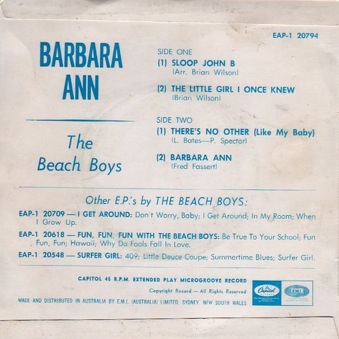 EAP-1 20794
BARBARA
ANN
The
Beach Boys
SIDE ONE
(1) SLOOP JOHN B
(Arr. Brian Wilson)
(2) THE LITTLE GIRL I ONCE KNEW
(Brian Wilson)
SIDE TWO
(1) THERE'S NO OTHER (Like My Baby)
(L. Bates—P. Spector)
(2) BARBARA ANN
(Fred Fassert)
Other E.P.'s by THE BEACH BOYS:
EAP-1 20709 — I GET AROUND: Don't Worry, Baby; I Get Around; In My Room; When
I Grow Up.
EAP-1 20618 — FUN, FUN, FUN WITH THE BEACH BOYS: Be True To Your School; Fun
Fun, Fun; Hawaii; Why Do Fools Fall In Love.
EAP-1 20548 — SURFER GIRL: 409; Little Deuce Coupe; Summertime Blues; Surfer Girl.
CAPITOL 45 R.P.M. EXTENDED PLAY MICROGROOVE RECORD
Copyright — All Rights Reserved
MADE AND DISTRIBUTED IN AUSTRALIA BY E.M.I. (AUSTRALIA) LIMITED, SYDNEY, NEW SOUTH WALES
Capitol
EMI